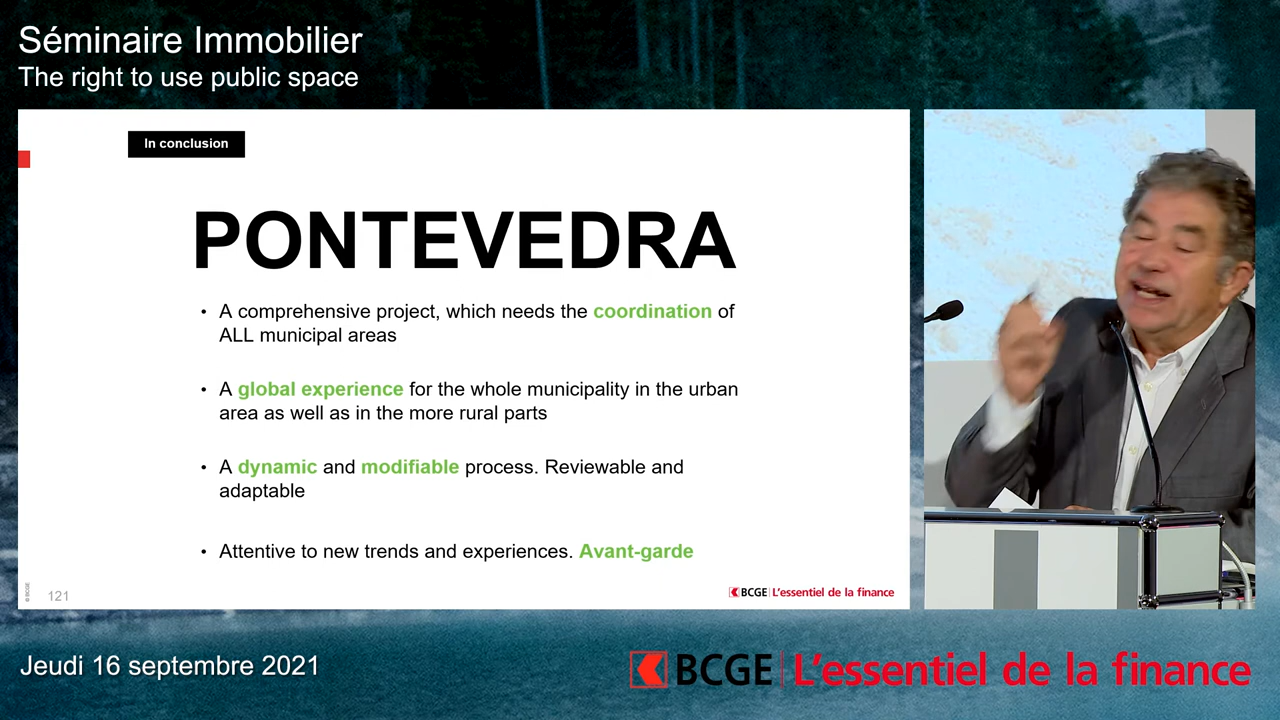 Séminaire Immobilier
The right to use public space
In conclusion
PONTEVEDRA
• A comprehensive project, which needs the coordination of
ALL municipal areas
• A global experience for the whole municipality in the urban
area as well as in the more rural parts
• A dynamic and modifiable process. Reviewable and
adaptable
• Attentive to new trends and experiences. Avant-garde
© BCGE
121
BCGE L'essentiel de la finance
Jeudi 16 septembre 2021
BCGE L'essentiel de la finance